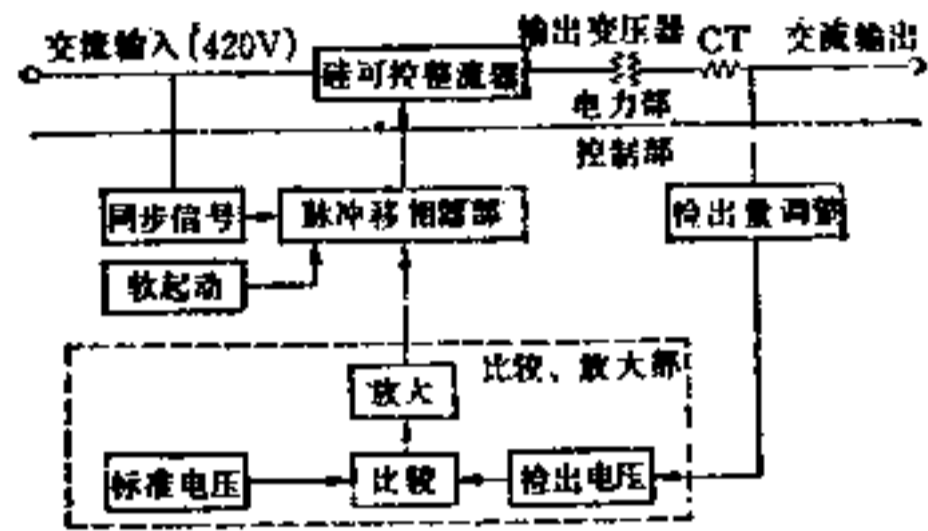 交流输入(420V)
输出变压器
CT
交流输出
硅可控整流器
电力部
控制部
同步信号
脉冲移相器部
检出量调节
软起动
比较、放大部
放大
标准电压
比较
检出电压